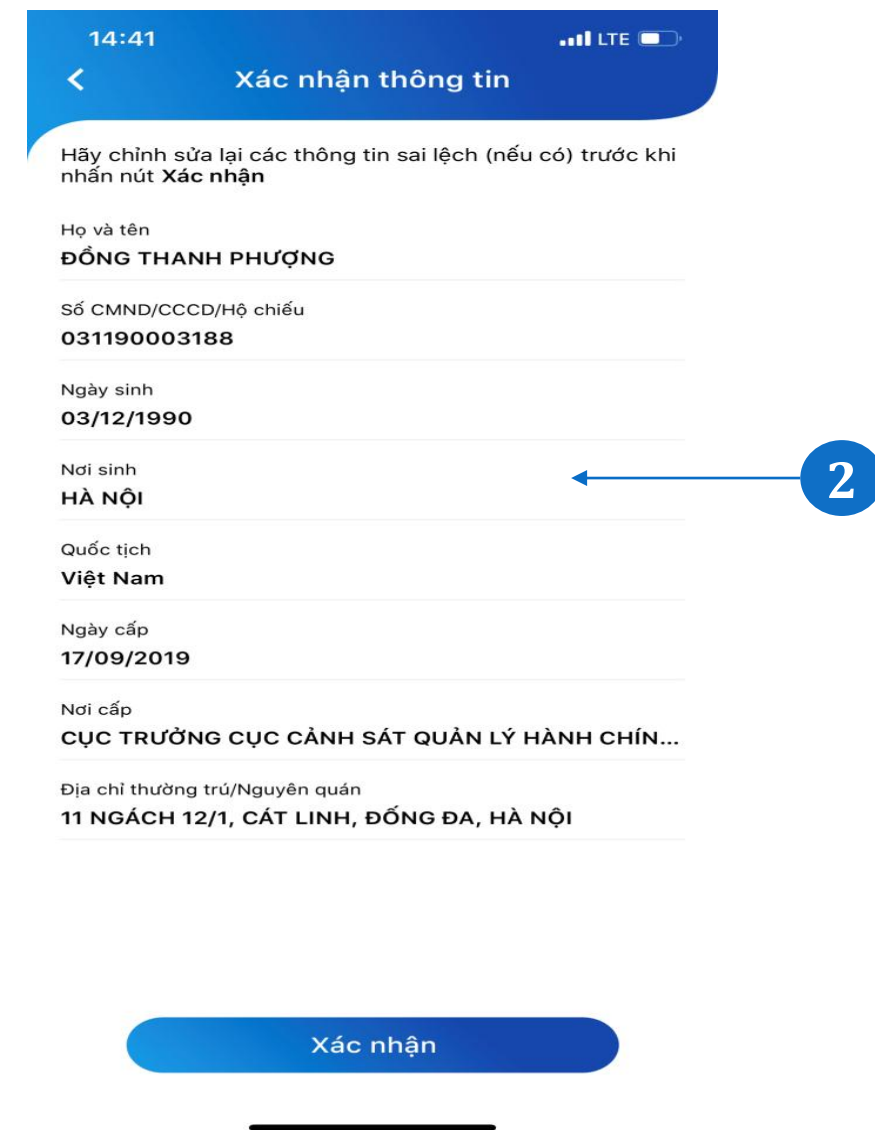 14:41
LTE
Xác nhận thông tin
Hãy chỉnh sửa lại các thông tin sai lệch (nếu có) trước khi
nhấn nút Xác nhận
Họ và tên
ĐỒNG THANH PHƯỢNG
Số CMND/CCCD/Hộ chiếu
031190003188
Ngày sinh
03/12/1990
Nơi sinh
HÀ NỘI
2
Quốc tịch
Việt Nam
Ngày cấp
17/09/2019
Nơi cấp
CỤC TRƯỞNG CỤC CẢNH SÁT QUẢN LÝ HÀNH CHÍN...
Địa chỉ thường trú/Nguyên quán
11 NGÁCH 12/1, CÁT LINH, ĐỐNG ĐA, HÀ NỘI
Xác nhận